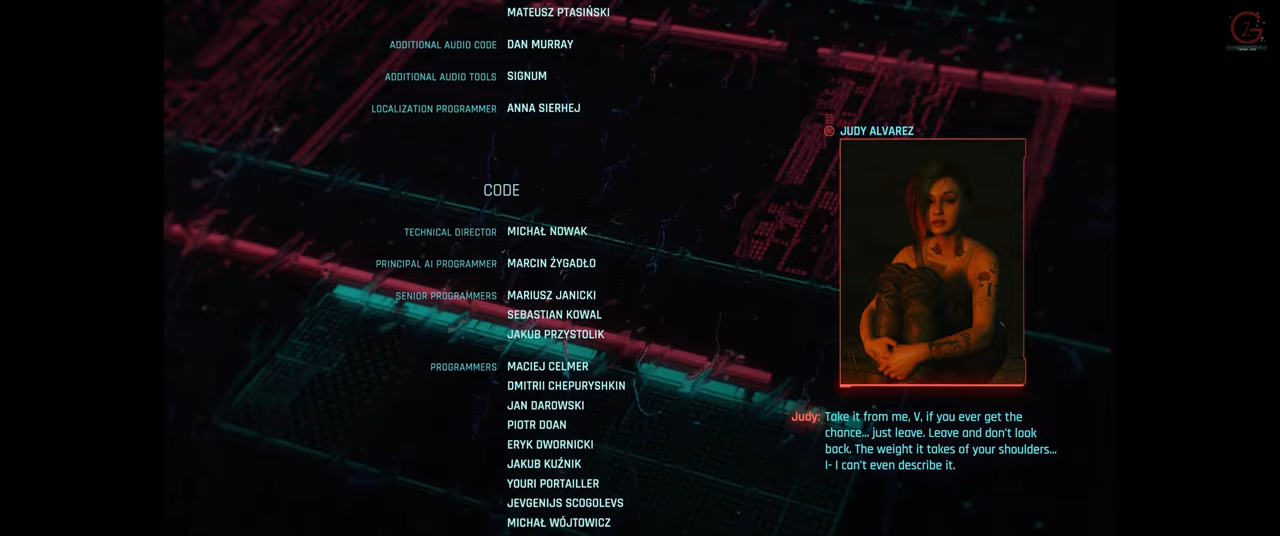 MATEUSZ PTASIŃSKI
ADDITIONAL AUDIO CODE DAN MURRAY
ADDITIONAL AUDIO TOOLS SIGNUM
LOCALIZATION PROGRAMMER ANNA SIERHEJ
CODE
TECHNICAL DIRECTOR MICHAŁ NOWAK
PRINCIPAL AI PROGRAMMER MARCIN ŻYGADŁO
SENIOR PROGRAMMERS MARIUSZ JANICKI
SEBASTIAN KOWAL
JAKUB PRZYSTOLIK
PROGRAMMERS MACIEJ CELMER
DMITRII CHEPURYSHKIN
JAN DAROWSKI
PIOTR DOAN
ERYK DWORNICKI
JAKUB KUŹNIK
YOURI PORTAILLER
JEVGENIJS SCOGOLEVS
MICHAŁ WÓJTOWICZ
JUDY ALVAREZ
Judy: Take it from me, V, if you ever get the
chance... just leave. Leave and don't look
back. The weight it takes of your shoulders...
I- I can't even describe it.